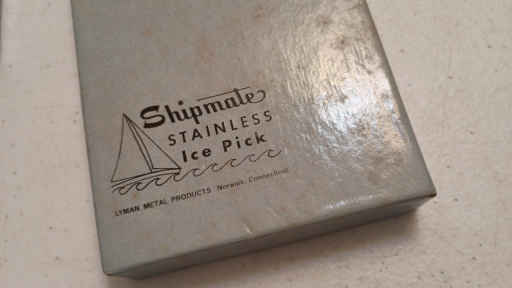 Shipmate
STAINLESS
Ice Pick
LYMAN METAL PRODUCTS Norwalk, Connecticut